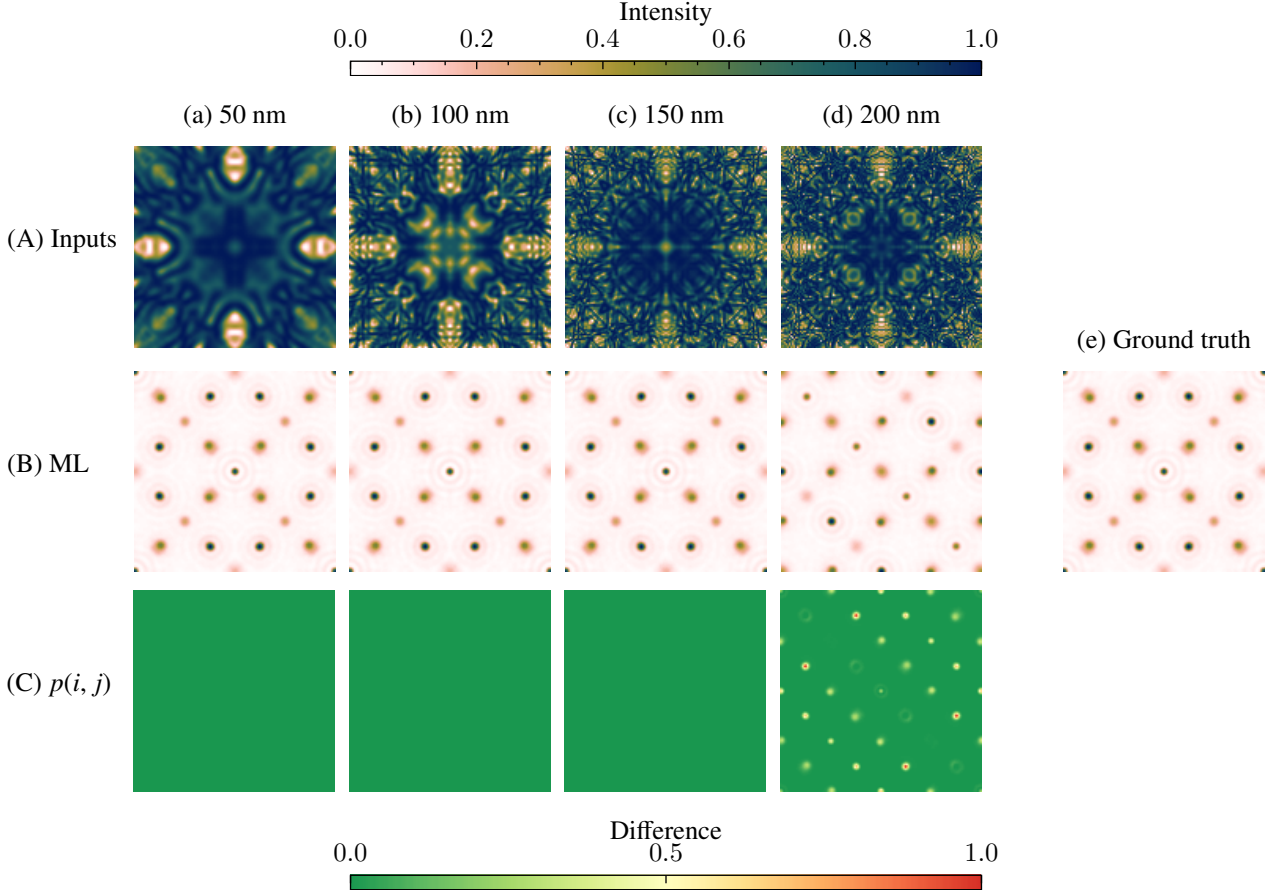 Intensity
0.0 0.2 0.4 0.6 0.8 1.0
(a) 50 nm (b) 100 nm (c) 150 nm (d) 200 nm
(A) Inputs
(e) Ground truth
(B) ML
(C) p(i, j)
Difference
0.0 0.5 1.0